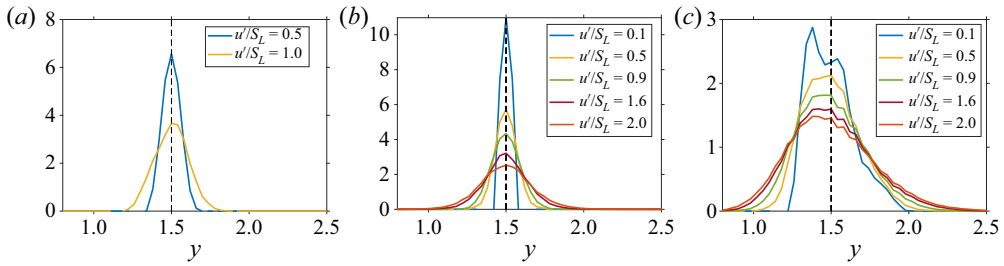 (a)
8
6
4
2
0
1.0
1.5
2.0
2.5
y
u′/S_L = 0.5
u′/S_L = 1.0
(b)
10
8
6
4
2
0
1.0
1.5
2.0
2.5
y
u′/S_L = 0.1
u′/S_L = 0.5
u′/S_L = 0.9
u′/S_L = 1.6
u′/S_L = 2.0
(c)
3
2
1
0
1.0
1.5
2.0
2.5
y
u′/S_L = 0.1
u′/S_L = 0.5
u′/S_L = 0.9
u′/S_L = 1.6
u′/S_L = 2.0